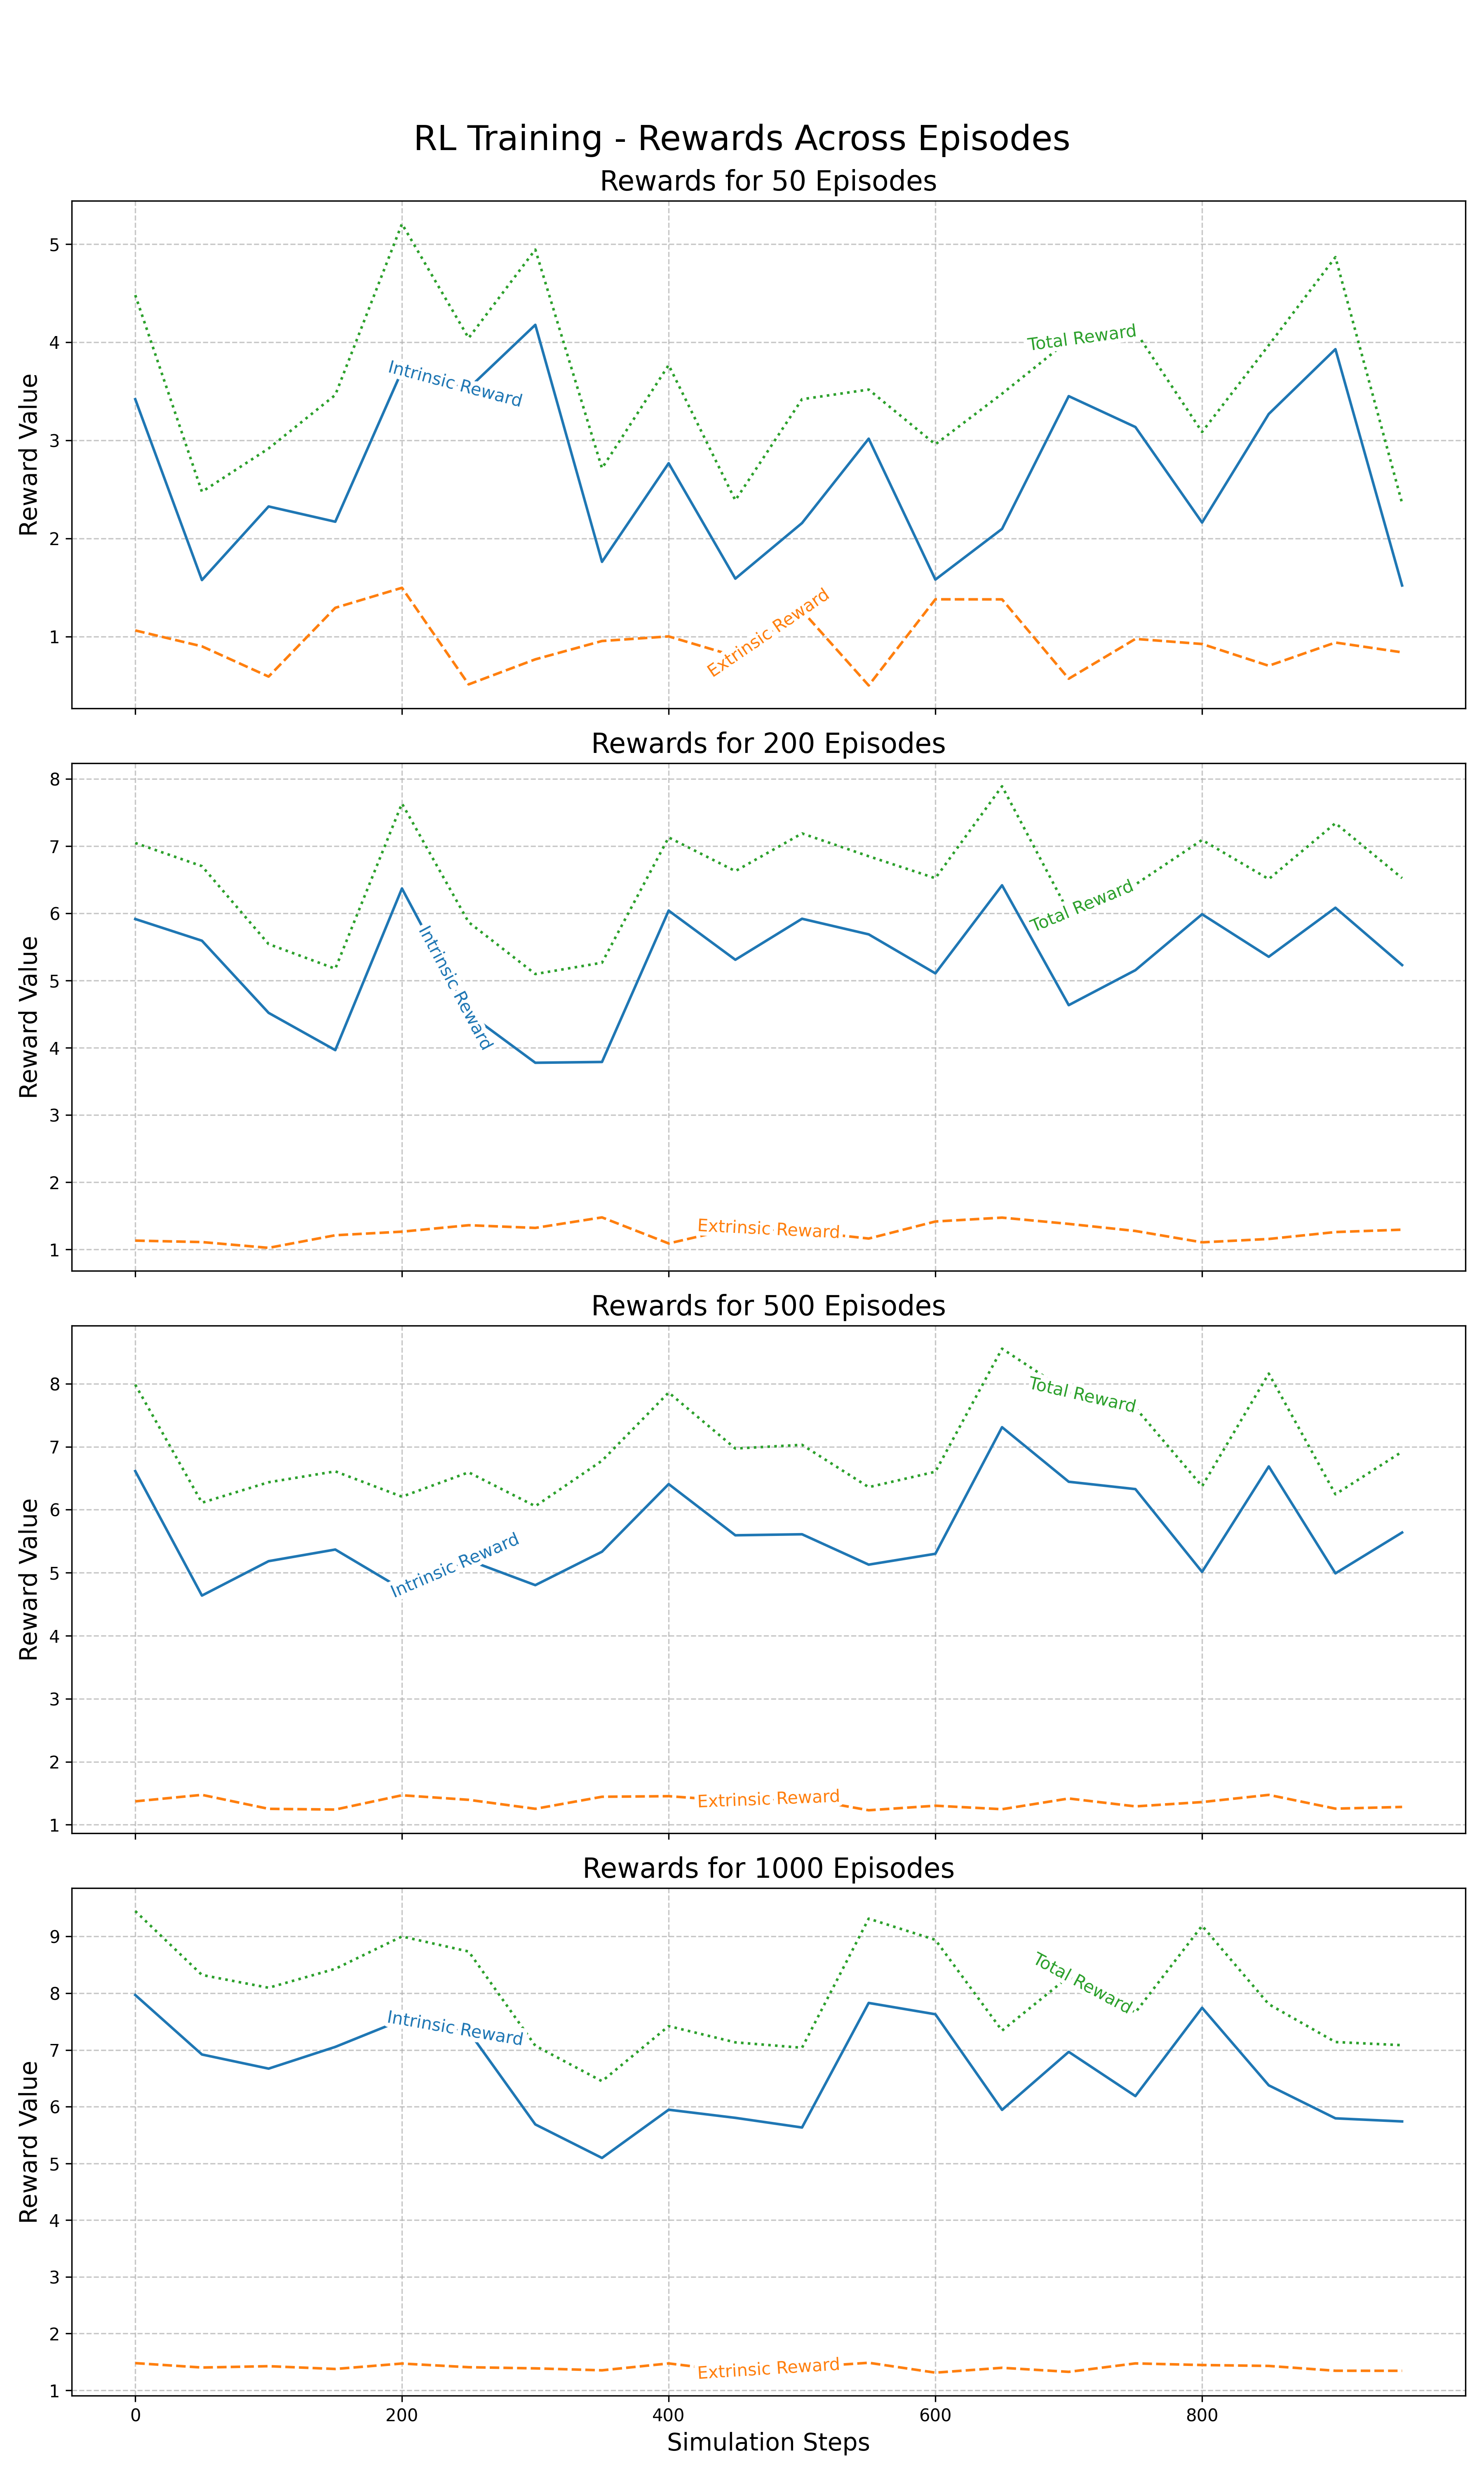 RL Training - Rewards Across Episodes
Rewards for 50 Episodes
Reward Value
5
4
3
2
1
Total Reward
Intrinsic Reward
Extrinsic Reward
Rewards for 200 Episodes
Reward Value
8
7
6
5
4
3
2
1
Total Reward
Intrinsic Reward
Extrinsic Reward
Rewards for 500 Episodes
Reward Value
8
7
6
5
4
3
2
1
Total Reward
Intrinsic Reward
Extrinsic Reward
Rewards for 1000 Episodes
Reward Value
9
8
7
6
5
4
3
2
1
Total Reward
Intrinsic Reward
Extrinsic Reward
0 200 400 600 800
Simulation Steps